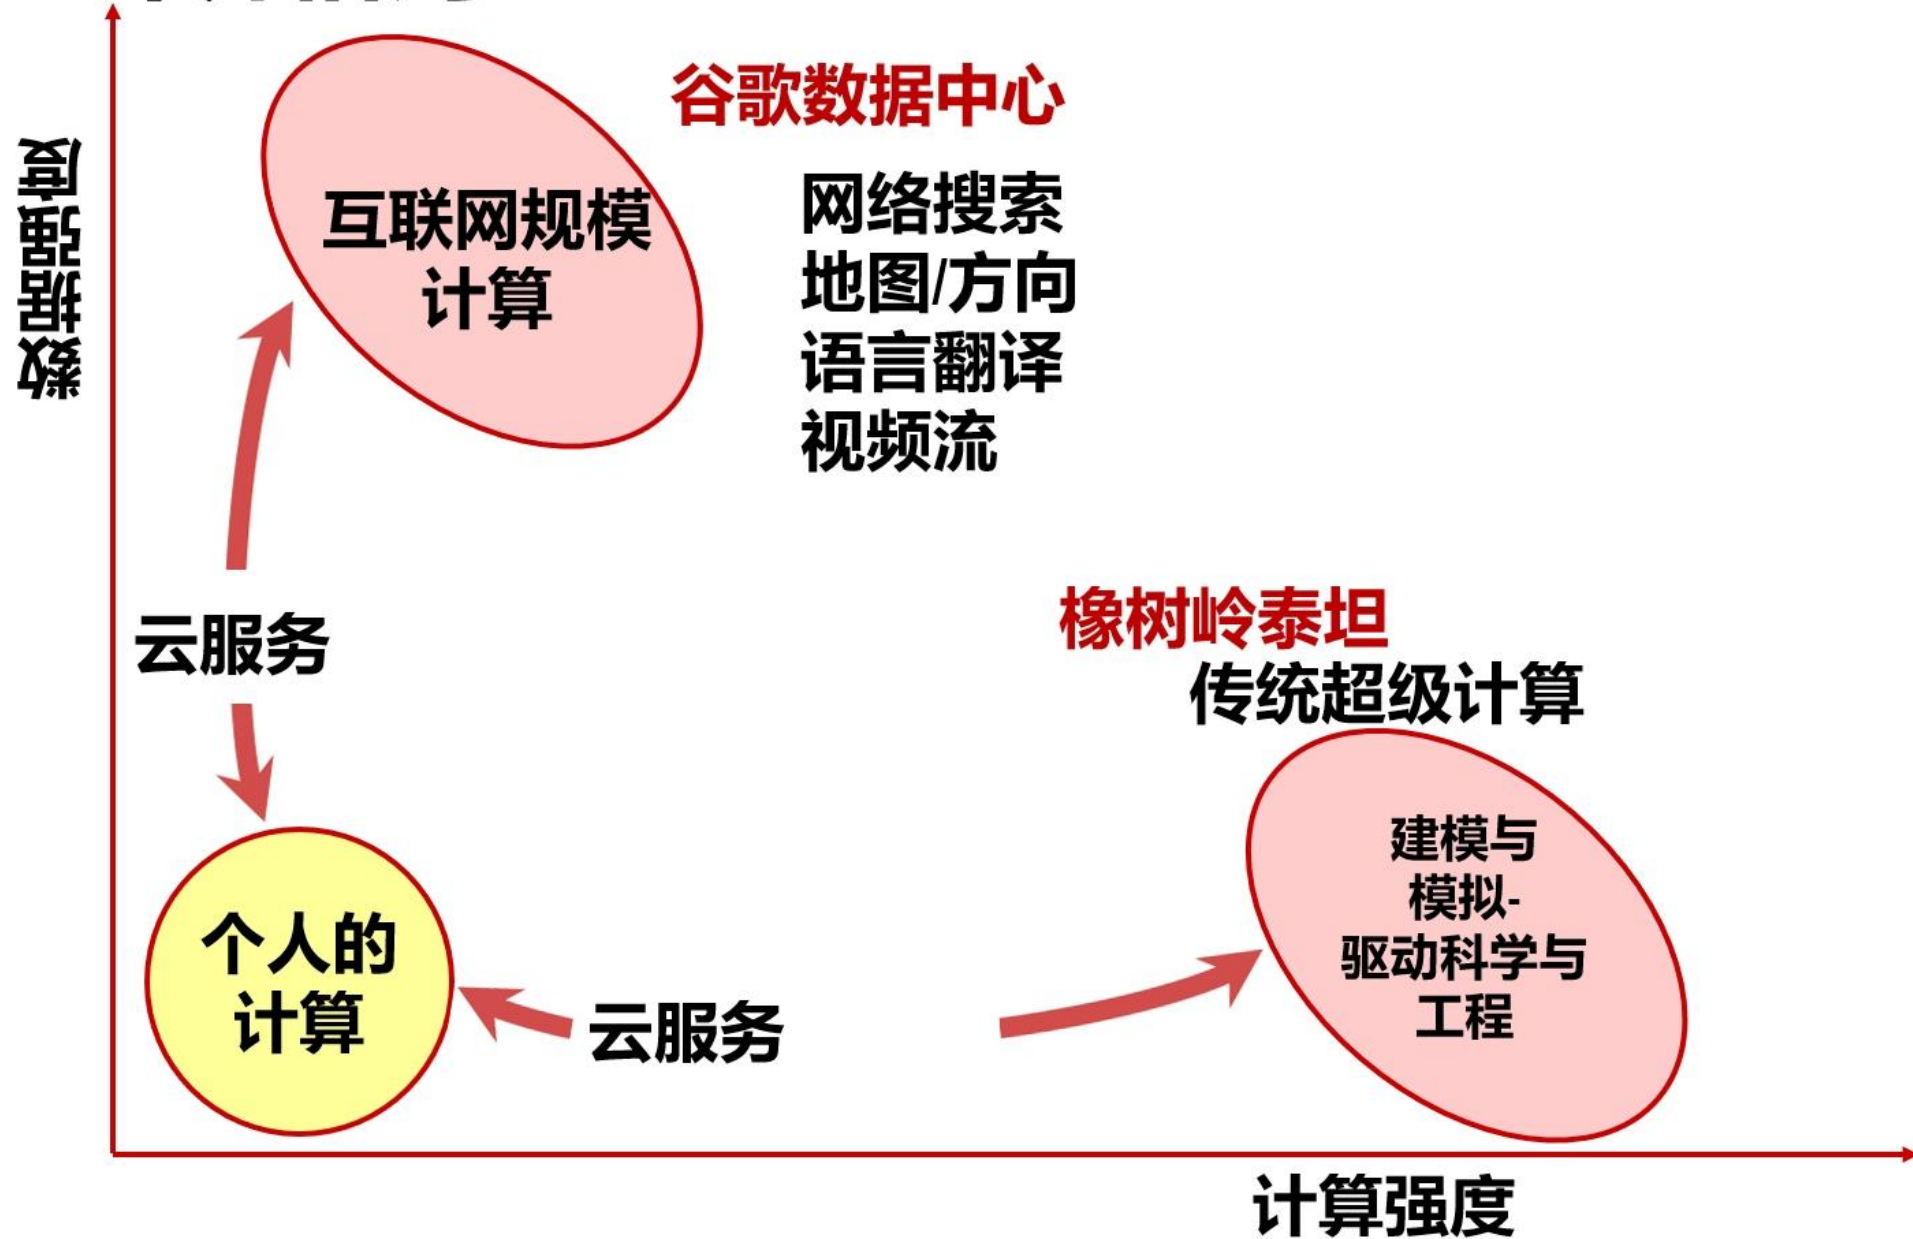 谷歌数据中心
数据强度
互联网规模
计算
网络搜索
地图/方向
语言翻译
视频流
云服务
橡树岭泰坦
传统超级计算
建模与
模拟-
驱动科学与
工程
个人的
计算
云服务
计算强度